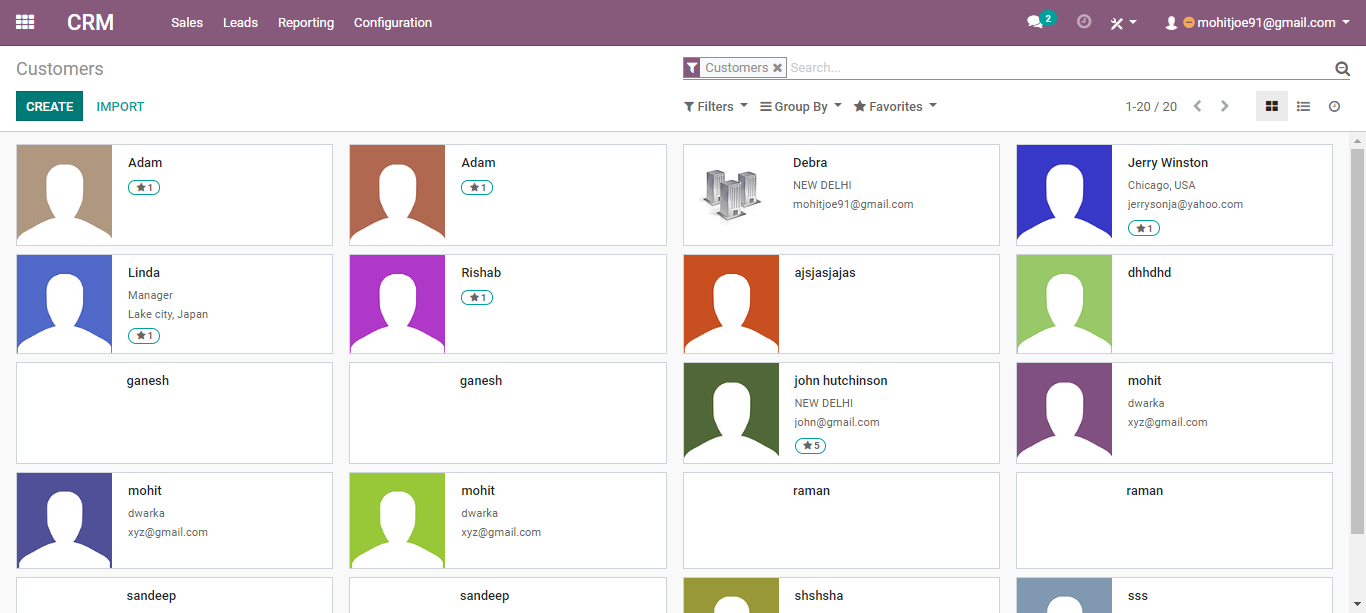 CRM Sales Leads Reporting Configuration 2 mohitjoe91@gmail.com
Customers
Customers Search...
CREATE IMPORT
Filters Group By Favorites 1-20 / 20
Adam
1
Adam
1
Debra
NEW DELHI
mohitjoe91@gmail.com
Jerry Winston
Chicago, USA
jerrysonja@yahoo.com
1
Linda
Manager
Lake city, Japan
1
Rishab
1
ajsjasjajas
dhhdhd
ganesh
ganesh
john hutchinson
NEW DELHI
john@gmail.com
5
mohit
dwarka
xyz@gmail.com
mohit
dwarka
xyz@gmail.com
mohit
dwarka
xyz@gmail.com
raman
raman
sandeep
sandeep
shshsha
sss